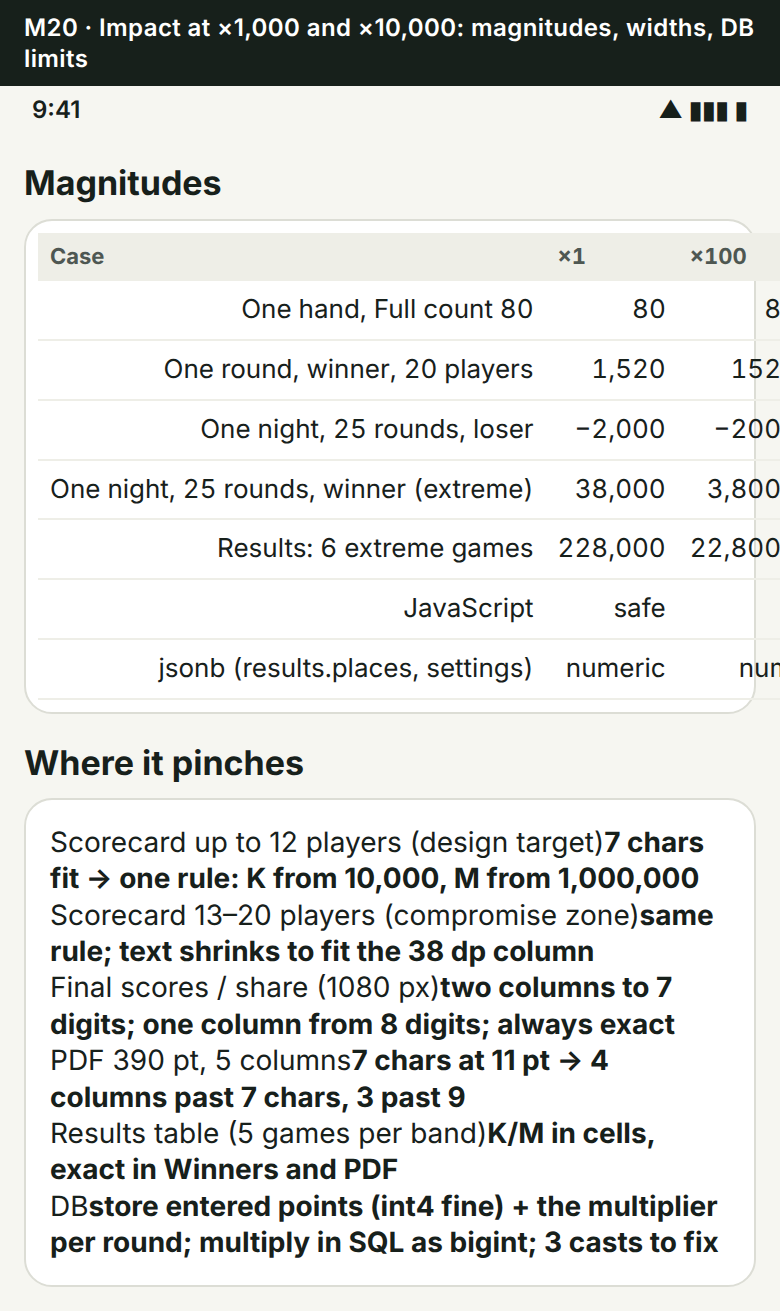 M20 · Impact at ×1,000 and ×10,000: magnitudes, widths, DB
limits
9:41
Magnitudes
Case ×1 ×100
One hand, Full count 80 80 8
One round, winner, 20 players 1,520 152
One night, 25 rounds, loser −2,000 −200
One night, 25 rounds, winner (extreme) 38,000 3,800
Results: 6 extreme games 228,000 22,800
JavaScript safe
jsonb (results.places, settings) numeric num
Where it pinches
Scorecard up to 12 players (design target)7 chars
fit → one rule: K from 10,000, M from 1,000,000
Scorecard 13–20 players (compromise zone)same
rule; text shrinks to fit the 38 dp column
Final scores / share (1080 px)two columns to 7
digits; one column from 8 digits; always exact
PDF 390 pt, 5 columns7 chars at 11 pt → 4
columns past 7 chars, 3 past 9
Results table (5 games per band)K/M in cells,
exact in Winners and PDF
DBstore entered points (int4 fine) + the multiplier
per round; multiply in SQL as bigint; 3 casts to fix